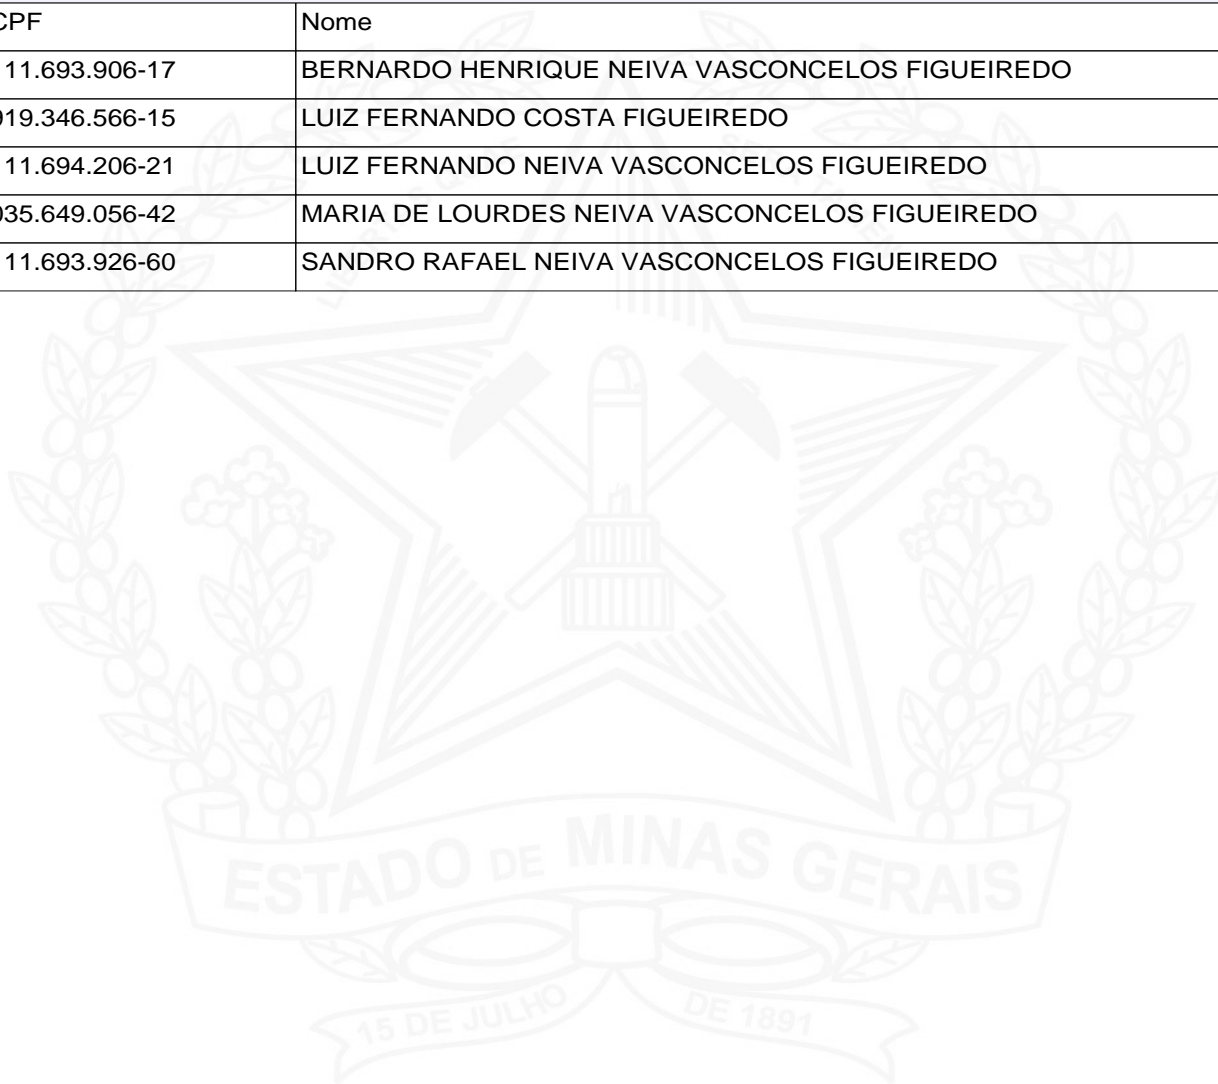 CPF Nome
11.693.906-17 BERNARDO HENRIQUE NEIVA VASCONCELOS FIGUEIREDO
919.346.566-15 LUIZ FERNANDO COSTA FIGUEIREDO
11.694.206-21 LUIZ FERNANDO NEIVA VASCONCELOS FIGUEIREDO
035.649.056-42 MARIA DE LOURDES NEIVA VASCONCELOS FIGUEIREDO
11.693.926-60 SANDRO RAFAEL NEIVA VASCONCELOS FIGUEIREDO
ESTADO DE MINAS GERAIS
15 DE JULHO DE 1891